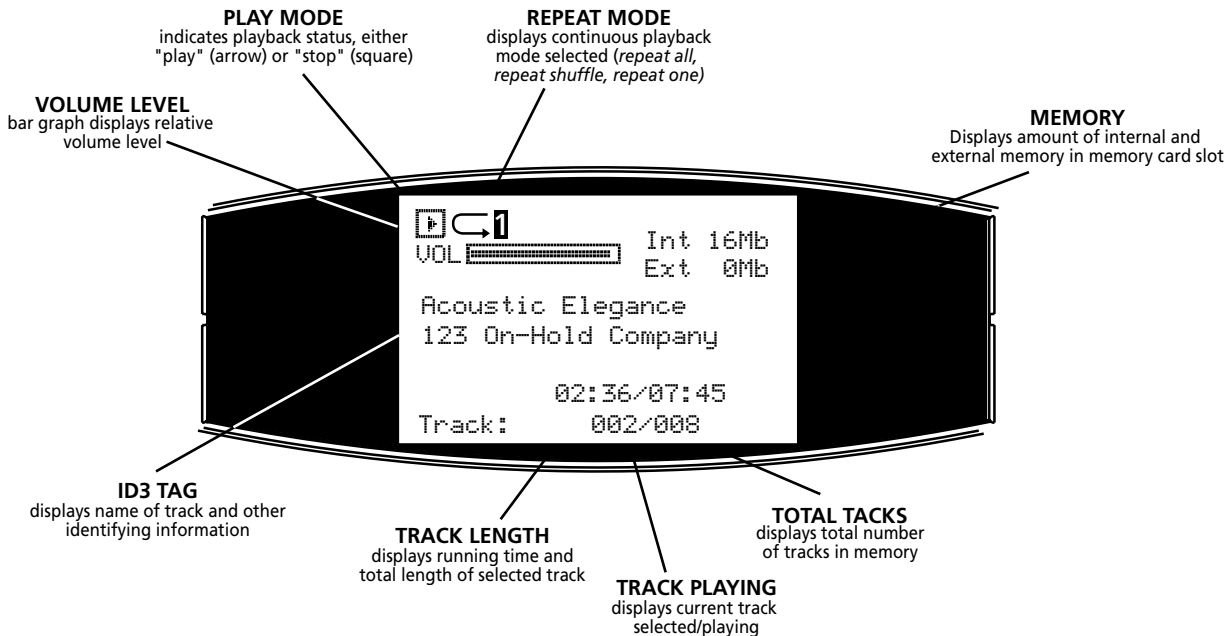 PLAY MODE
indicates playback status, either
"play" (arrow) or "stop" (square)
REPEAT MODE
displays continuous playback
mode selected (repeat all,
repeat shuffle, repeat one)
VOLUME LEVEL
bar graph displays relative
volume level
MEMORY
Displays amount of internal and
external memory in memory card slot
1
VOL
Int 16Mb
Ext 0Mb
Acoustic Elegance
123 On-Hold Company
02:36/07:45
Track: 002/008
ID3 TAG
displays name of track and other
identifying information
TRACK LENGTH
displays running time and
total length of selected track
TRACK PLAYING
displays current track
selected/playing
TOTAL TACKS
displays total number
of tracks in memory